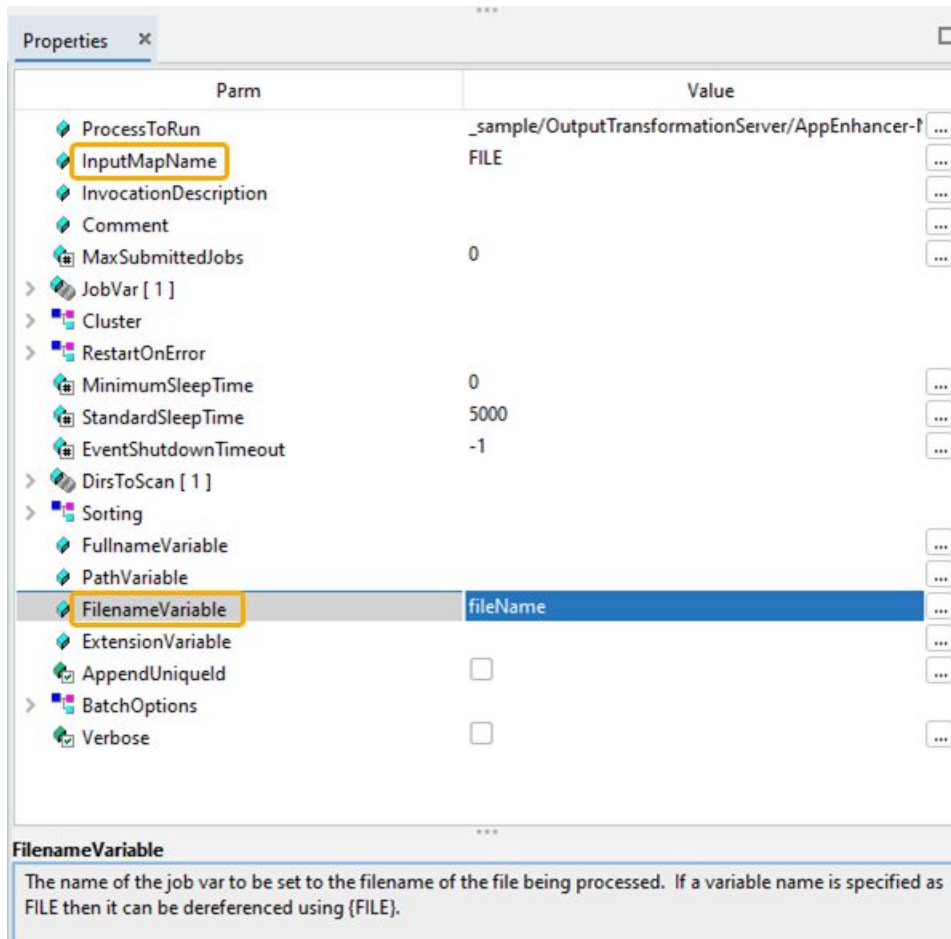 Properties ×
Parm Value
ProcessToRun _sample/OutputTransformationServer/AppEnhancer- ...
InputMapName FILE ...
InvocationDescription ...
Comment ...
MaxSubmittedJobs 0 ...
JobVar [ 1 ]
Cluster
RestartOnError
MinimumSleepTime 0 ...
StandardSleepTime 5000 ...
EventShutdownTimeout -1 ...
DirsToScan [ 1 ]
Sorting
FullnameVariable ...
PathVariable ...
FilenameVariable fileName ...
ExtensionVariable ...
AppendUniqueId ...
BatchOptions
Verbose ...
FilenameVariable
The name of the job var to be set to the filename of the file being processed. If a variable name is specified as
FILE then it can be dereferenced using {FILE}.